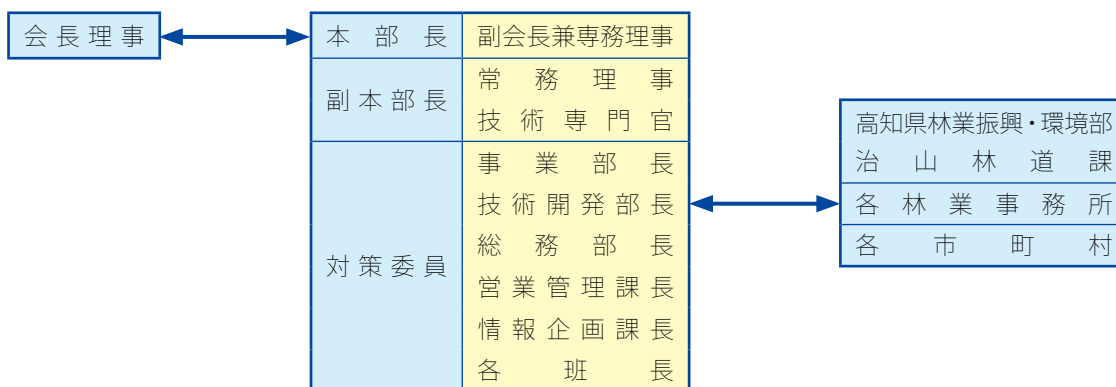 会長理事
本部長 副会長兼専務理事
副本部長
常務理事
技術専門官
対策委員
事業部長
技術開発部長
総務部長
営業管理課長
情報企画課長
各班長
高知県林業振興・環境部
治山林道課
各林業事務所
各市町村